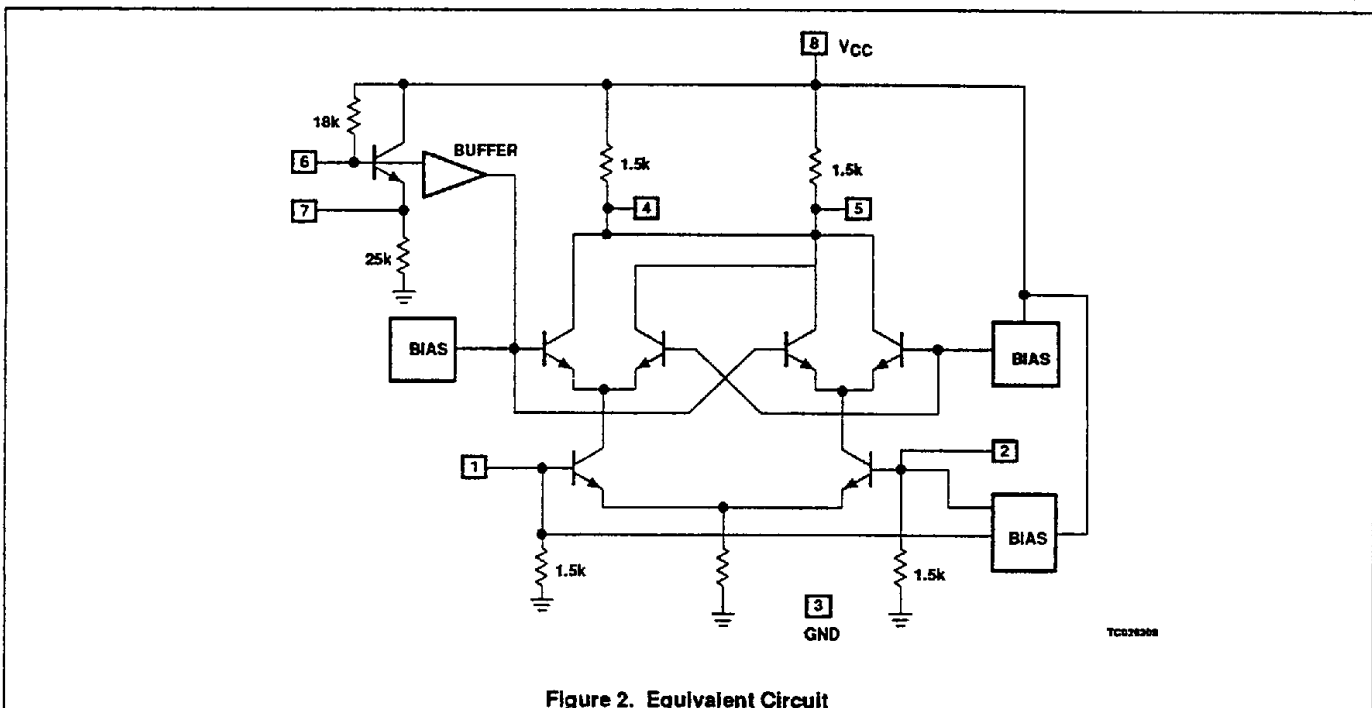 8 VCC
18k
6
BUFFER
1.5k
1.5k
7
4
5
25k
BIAS
BIAS
1
2
BIAS
1.5k
1.5k
3
GND
Figure 2. Equivalent Circuit